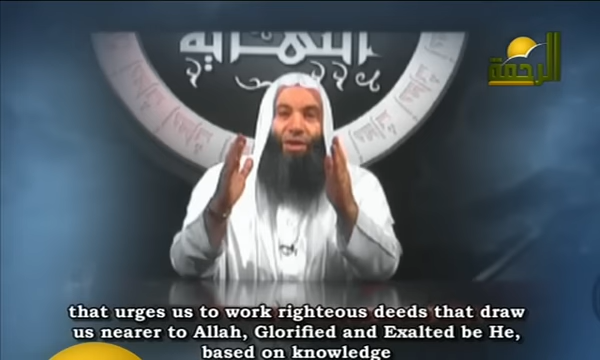 النهاية
الرحمة
that urges us to work righteous deeds that draw
us nearer to Allah, Glorified and Exalted be He,
based on knowledge